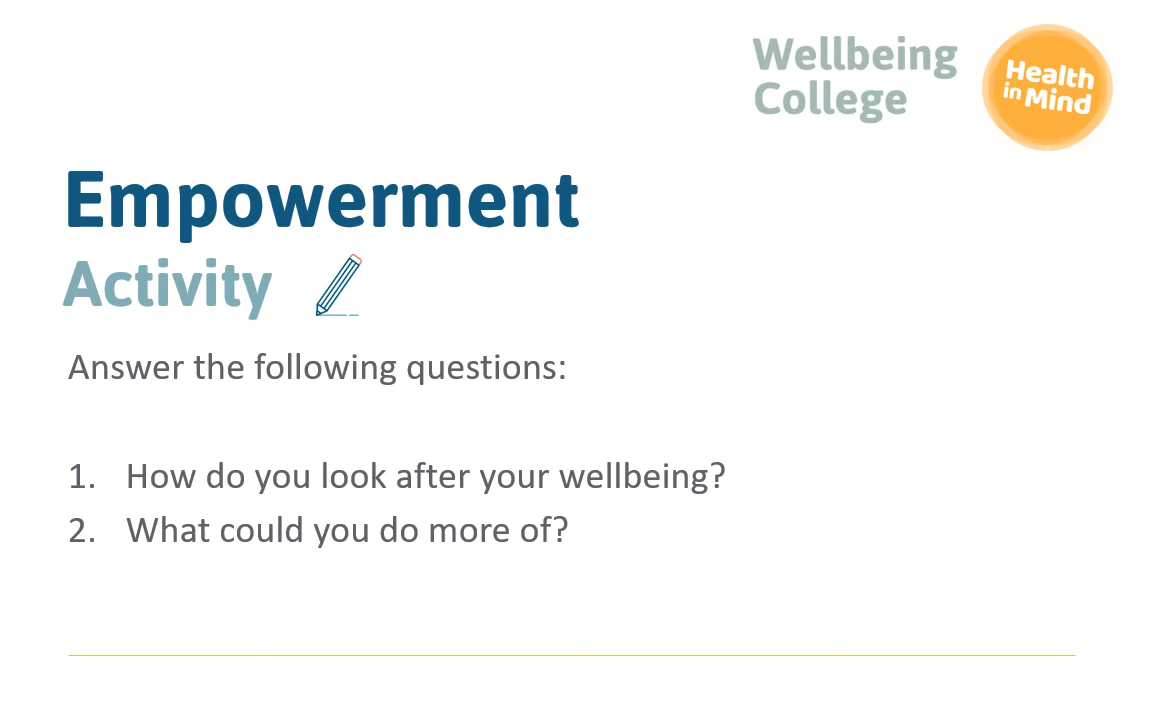 Wellbeing
College
Health
in Mind
Empowerment
Activity
Answer the following questions:
1. How do you look after your wellbeing?
2. What could you do more of?